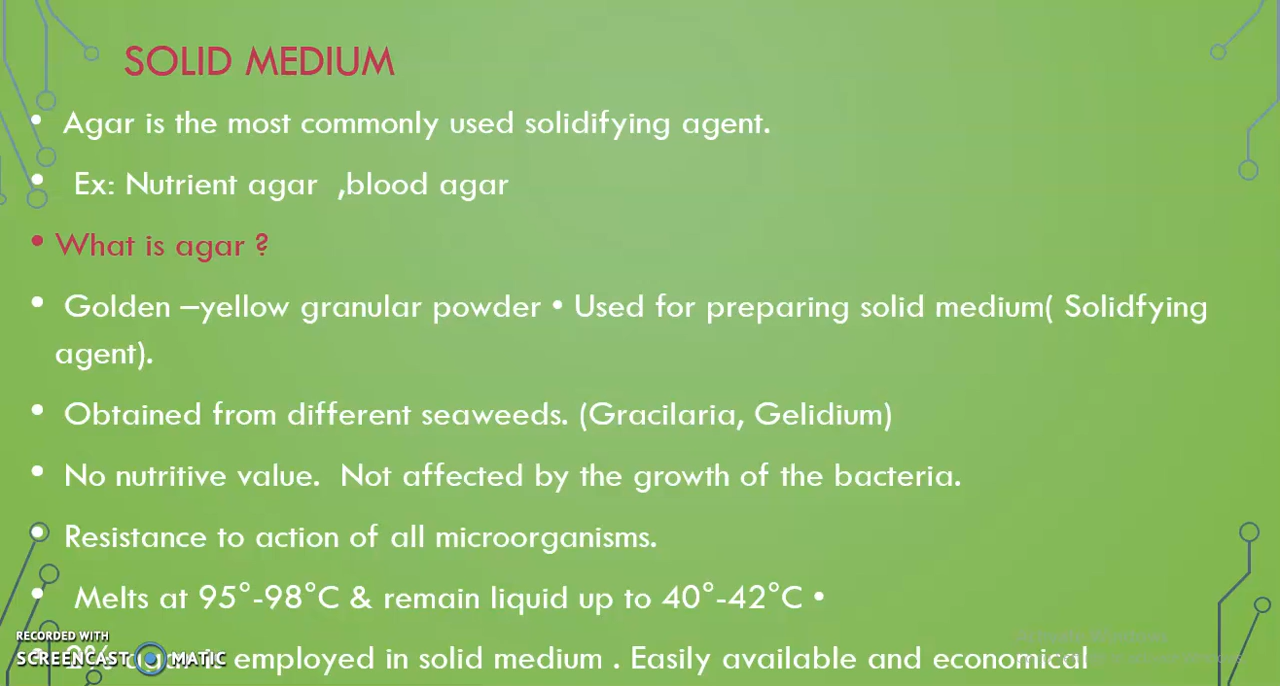 SOLID MEDIUM
• Agar is the most commonly used solidifying agent.
• Ex: Nutrient agar ,blood agar
• What is agar ?
• Golden –yellow granular powder • Used for preparing solid medium( Solidfying
agent).
• Obtained from different seaweeds. (Gracilaria, Gelidium)
• No nutritive value. Not affected by the growth of the bacteria.
• Resistance to action of all microorganisms.
• Melts at 95°-98°C & remain liquid up to 40°-42°C •
employed in solid medium . Easily available and economical
RECORDED WITH
SCREENCAST MATIC
Activate Windows